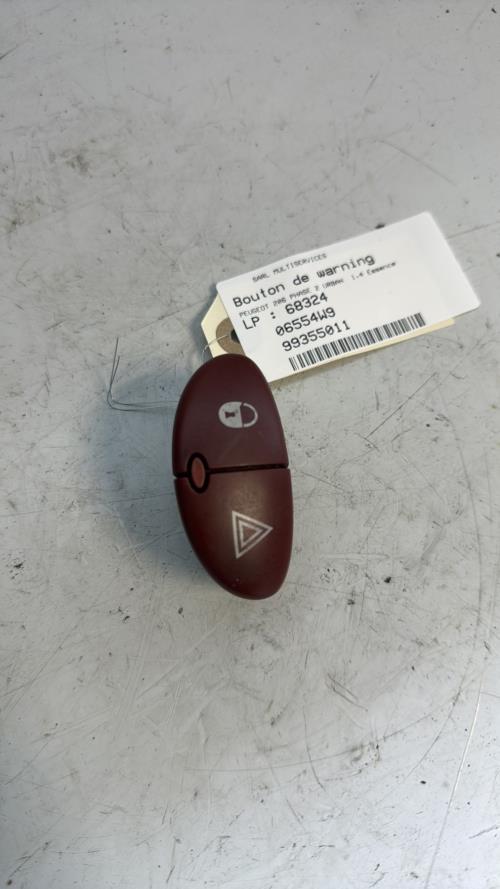 SARL MULTISERVICES
Bouton de warning
PEUGEOT 206 PHASE 2 URBAN 1.4 Essence
LP : 68324
06554W9
99355011